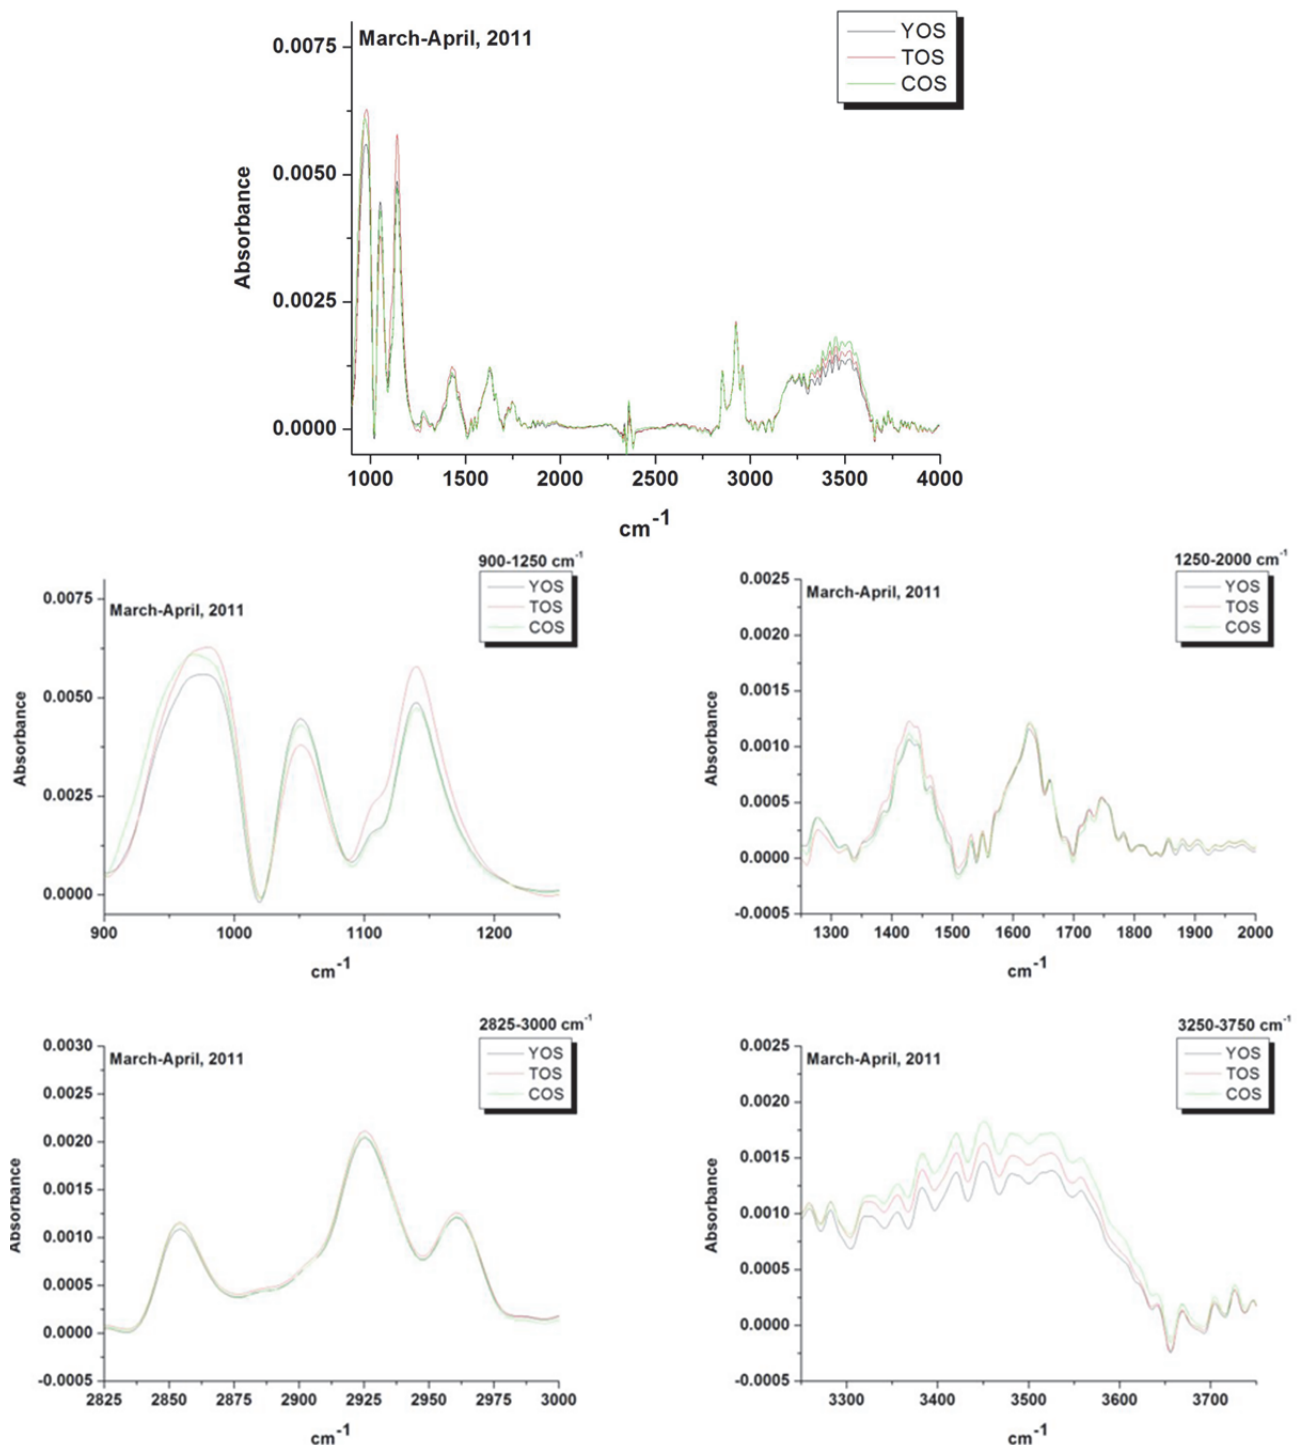 March-April, 2011
YOS
TOS
COS
0.0075
0.0050
0.0025
0.0000
Absorbance
1000 1500 2000 2500 3000 3500 4000
cm-1
900-1250 cm-1
YOS
TOS
COS
March-April, 2011
0.0075
0.0050
0.0025
0.0000
Absorbance
900 1000 1100 1200
cm-1
1250-2000 cm-1
YOS
TOS
COS
March-April, 2011
0.0025
0.0020
0.0015
0.0010
0.0005
0.0000
-0.0005
Absorbance
1300 1400 1500 1600 1700 1800 1900 2000
cm-1
2825-3000 cm-1
YOS
TOS
COS
March-April, 2011
0.0030
0.0025
0.0020
0.0015
0.0010
0.0005
0.0000
-0.0005
Absorbance
2825 2850 2875 2900 2925 2950 2975 3000
cm-1
3250-3750 cm-1
YOS
TOS
COS
March-April, 2011
0.0025
0.0020
0.0015
0.0010
0.0005
0.0000
-0.0005
Absorbance
3300 3400 3500 3600 3700
cm-1